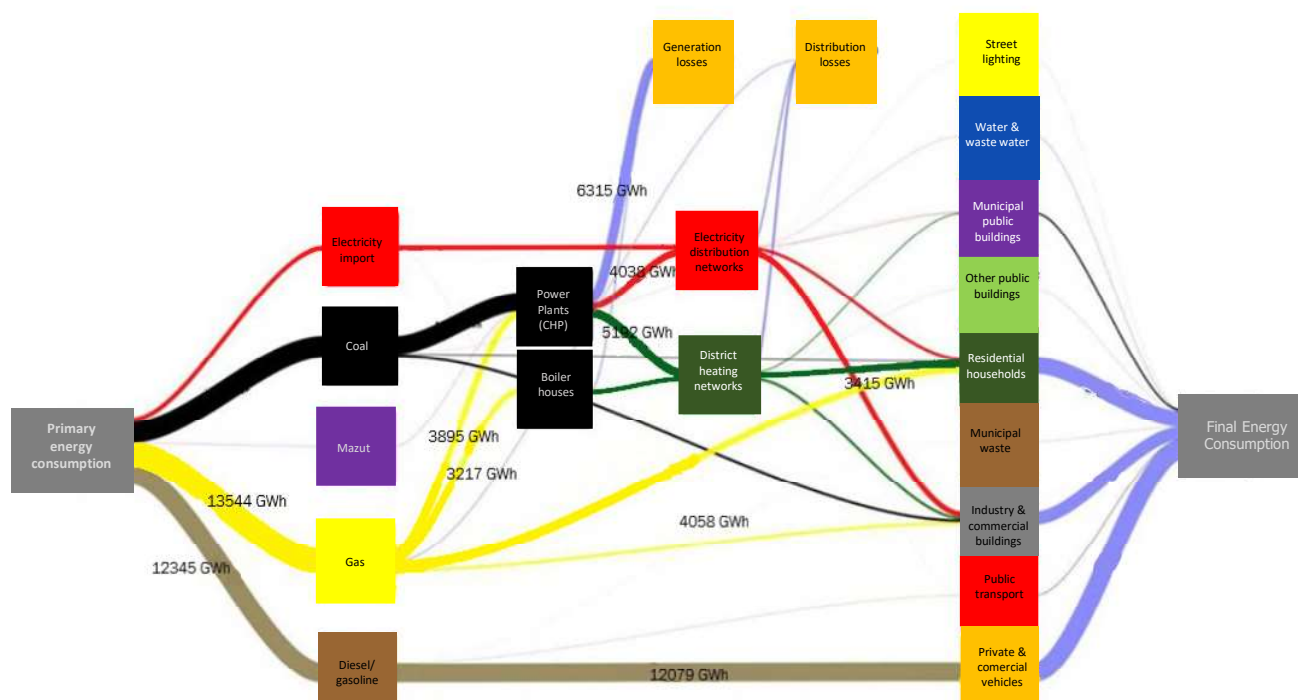 Generation
losses
Distribution
losses
Street
lighting
Water &
waste water
6315 GWh
Municipal
public
buildings
Electricity
import
Electricity
distribution
networks
4038 GWh
Other public
buildings
Power
Plants
(CHP)
5192 GWh
Coal
District
heating
networks
Residential
households
Boiler
houses
3415 GWh
Primary
energy
consumption
Mazut
3895 GWh
3217 GWh
Municipal
waste
Final Energy
Consumption
13544 GWh
4058 GWh
Industry &
commercial
buildings
Gas
12345 GWh
Public
transport
Diesel/
gasoline
12079 GWh
Private &
comercial
vehicles